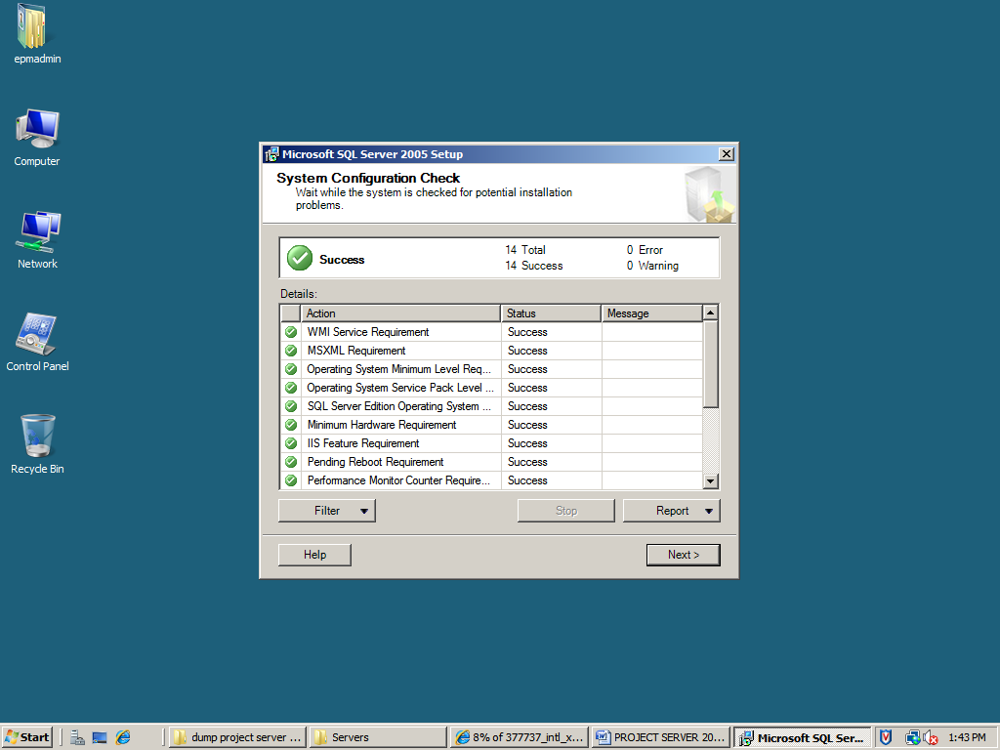 epmadmin
Computer
Network
Control Panel
Recycle Bin
Microsoft SQL Server 2005 Setup
System Configuration Check
Wait while the system is checked for potential installation
problems.
Success
14 Total
0 Error
14 Success
0 Warning
Details:
Action Status Message
WMI Service Requirement Success
MSXML Requirement Success
Operating System Minimum Level Req... Success
Operating System Service Pack Level ... Success
SQL Server Edition Operating System ... Success
Minimum Hardware Requirement Success
IIS Feature Requirement Success
Pending Reboot Requirement Success
Performance Monitor Counter Require... Success
Filter Stop Report
Help Next >
Start dump project server ... Servers 8% of 377737_intl_x... PROJECT SERVER 20... Microsoft SQL Ser... 1:43 PM